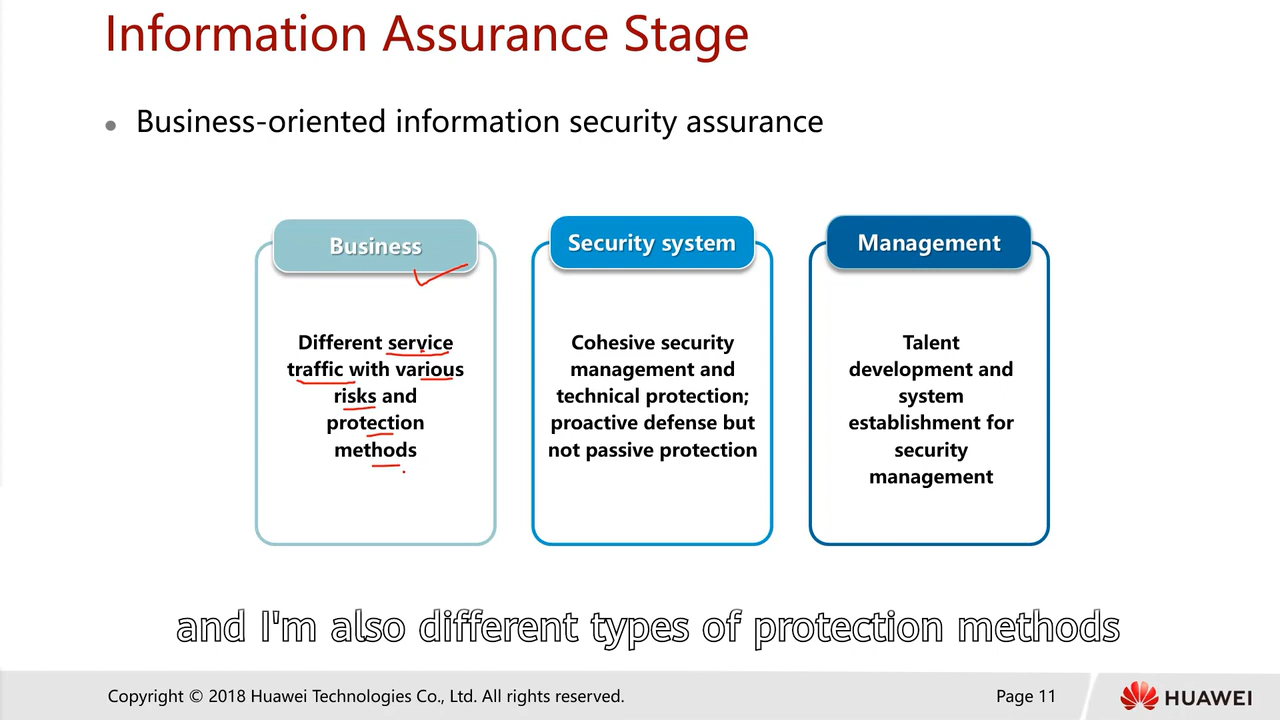 Information Assurance Stage
Business-oriented information security assurance
Business
Different service
traffic with various
risks and
protection
methods
Security system
Cohesive security
management and
technical protection;
proactive defense but
not passive protection
Management
Talent
development and
system
establishment for
security
management
and I'm also different types of protection methods
Copyright © 2018 Huawei Technologies Co., Ltd. All rights reserved.
Page 11
HUAWEI